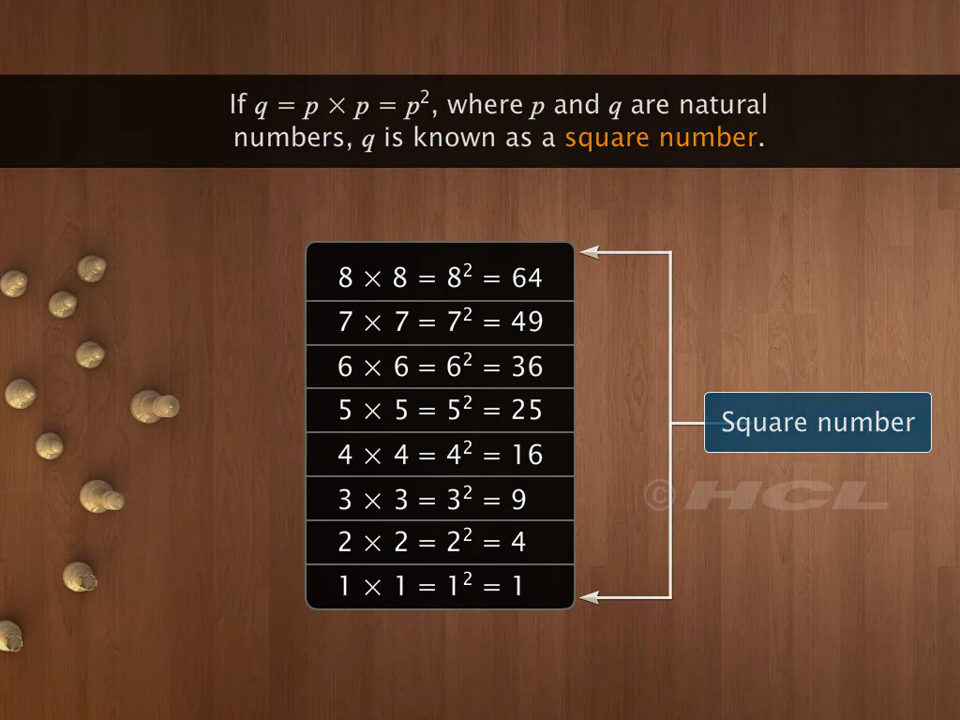 If q = p × p = p², where p and q are natural
numbers, q is known as a square number.
8 × 8 = 8² = 64
7 × 7 = 7² = 49
6 × 6 = 6² = 36
5 × 5 = 5² = 25
4 × 4 = 4² = 16
3 × 3 = 3² = 9
2 × 2 = 2² = 4
1 × 1 = 1² = 1
Square number
©HCL